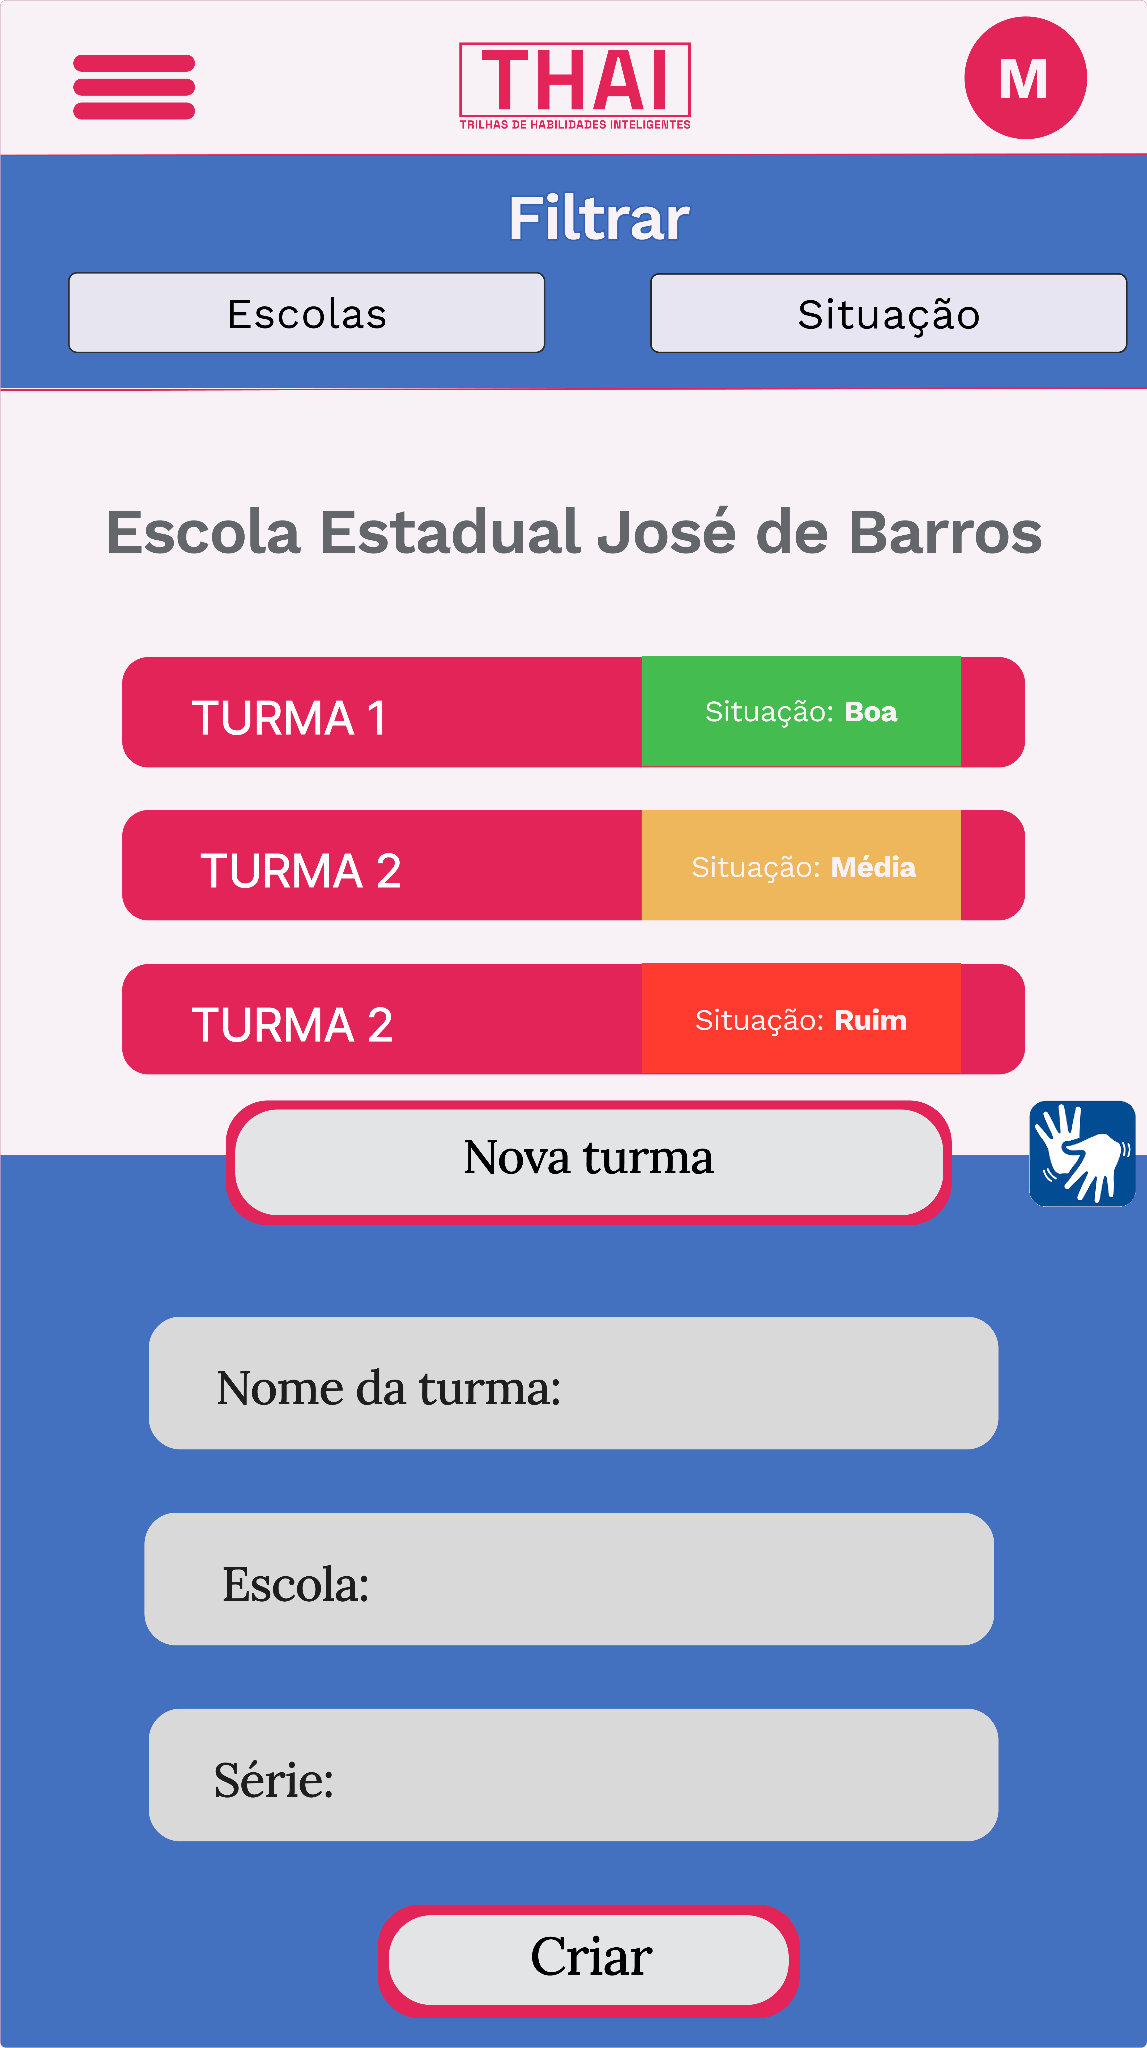 THAI
TRILHAS DE HABILIDADES INTELIGENTES
M
Filtrar
Escolas
Situação
Escola Estadual José de Barros
TURMA 1
Situação: Boa
TURMA 2
Situação: Média
TURMA 2
Situação: Ruim
Nova turma
Nome da turma:
Escola:
Série:
Criar